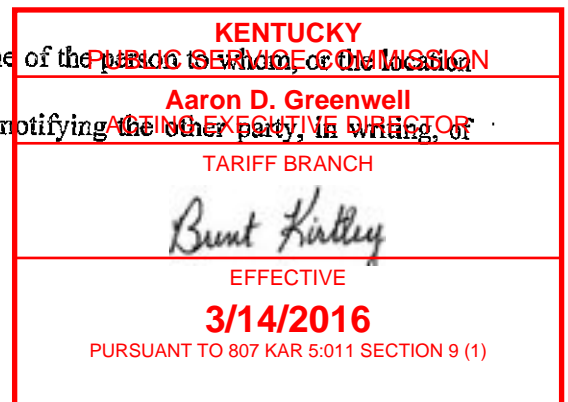 KENTUCKY
PUBLIC SERVICE COMMISSION
e of the person to whom, or the location
Aaron D. Greenwell
ACTING EXECUTIVE DIRECTOR
notifying the other party, in writing, of
TARIFF BRANCH
Brent Kirtley
EFFECTIVE
3/14/2016
PURSUANT TO 807 KAR 5:011 SECTION 9 (1)